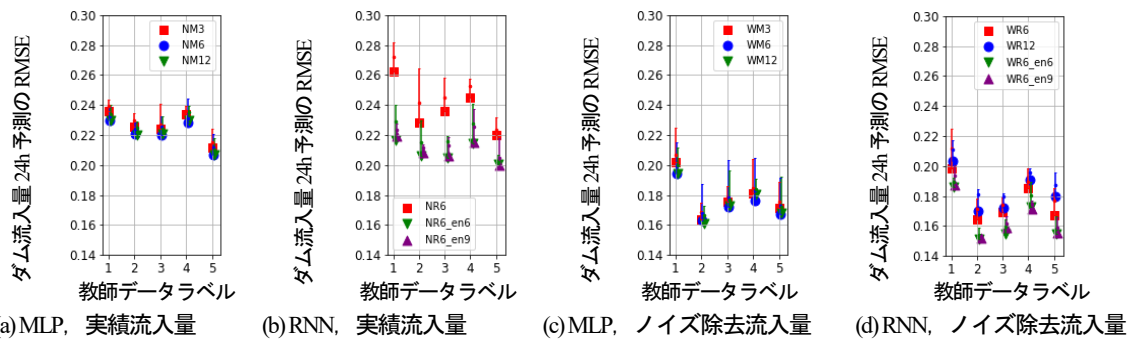 ダム流入量 24h 予測の RMSE
0.30
0.28
0.26
0.24
0.22
0.20
0.18
0.16
0.14
NM3
NM6
NM12
1 2 3 4 5
教師データラベル
(a) MLP， 実績流入量
ダム流入量 24h 予測の RMSE
0.30
0.28
0.26
0.24
0.22
0.20
0.18
0.16
0.14
NR6
NR6_en6
NR6_en9
1 2 3 4 5
教師データラベル
(b) RNN， 実績流入量
ダム流入量 24h 予測の RMSE
0.30
0.28
0.26
0.24
0.22
0.20
0.18
0.16
0.14
WM3
WM6
WM12
1 2 3 4 5
教師データラベル
(c) MLP， ノイズ除去流入量
ダム流入量 24h 予測の RMSE
0.30
0.28
0.26
0.24
0.22
0.20
0.18
0.16
0.14
WR6
WR12
WR6_en6
WR6_en9
1 2 3 4 5
教師データラベル
(d) RNN， ノイズ除去流入量